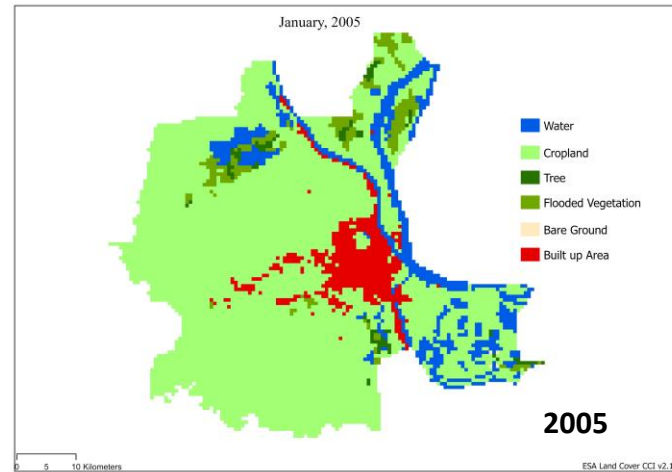 January, 2005
Water
Cropland
Tree
Flooded Vegetation
Bare Ground
Built up Area
2005
0 5 10 Kilometers
ESA Land Cover CCI v2.